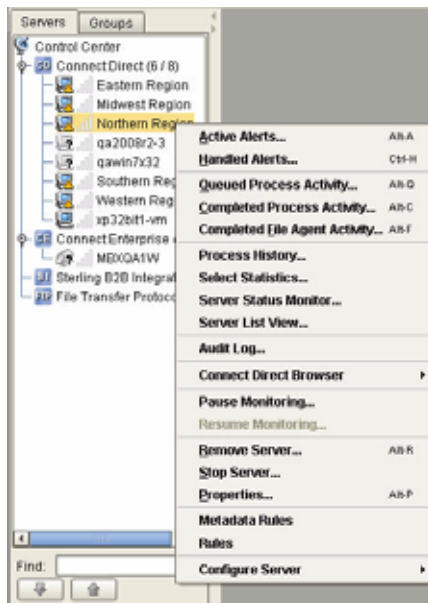 Servers Groups
Control Center
Connect:Direct (6 / 8)
Eastern Region
Midwest Region
Northern Region
qa2008r2-3
qawin7x32
Southern Reg
Western Reg
xp32bit1-vm
Connect:Enterprise
MBXQA1W
Sterling B2B Integrat
File Transfer Protoco
Active Alerts... Alt-A
Handled Alerts... Ctrl-H
Queued Process Activity... Alt-Q
Completed Process Activity... Alt-C
Completed File Agent Activity... Alt-F
Process History...
Select Statistics...
Server Status Monitor...
Server List View...
Audit Log...
Connect Direct Browser
Pause Monitoring...
Resume Monitoring...
Remove Server... Alt-R
Stop Server...
Properties... Alt-P
Metadata Rules
Rules
Configure Server
Find: